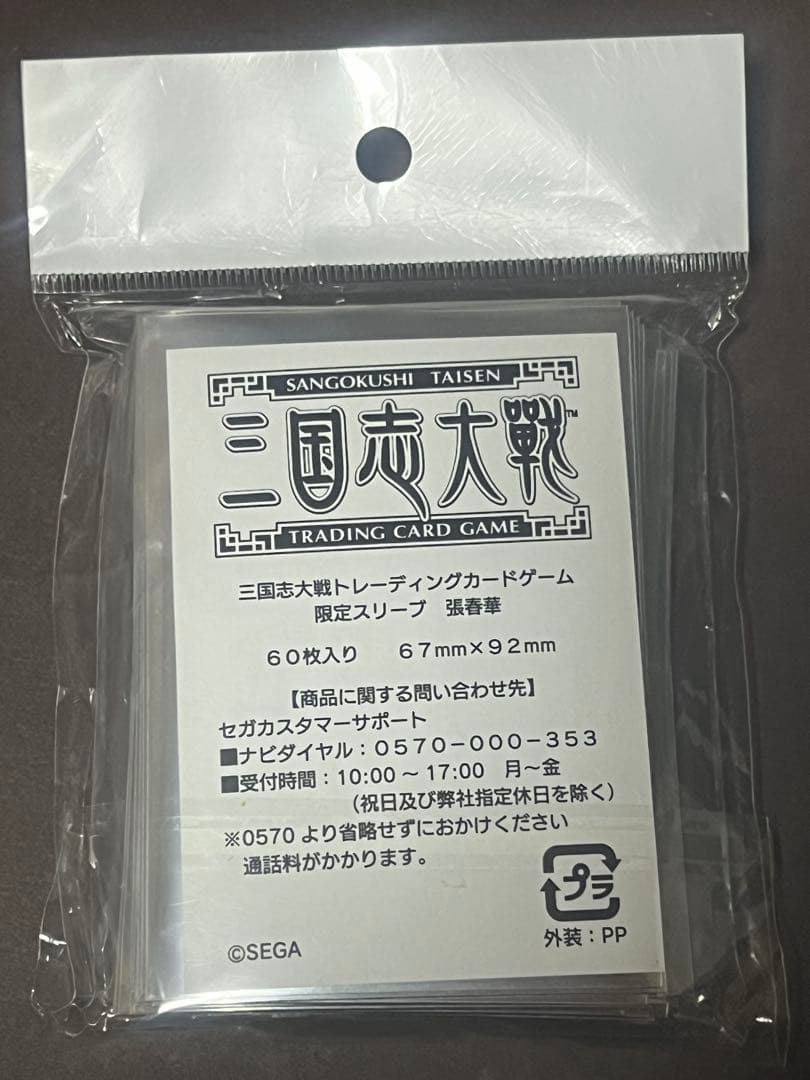 SANGOKUSHI TAISEN
三国志大戰™
TRADING CARD GAME
三国志大戦トレーディングカードゲーム
限定スリーブ　張春華
６０枚入り　６７mm×９２mm
【商品に関する問い合わせ先】
セガカスタマーサポート
■ナビダイヤル：０５７０－０００－３５３
■受付時間：10:00～17:00　月～金
（祝日及び弊社指定休日を除く）
※0570より省略せずにおかけください
通話料がかかります。
プラ
外装：PP
©SEGA